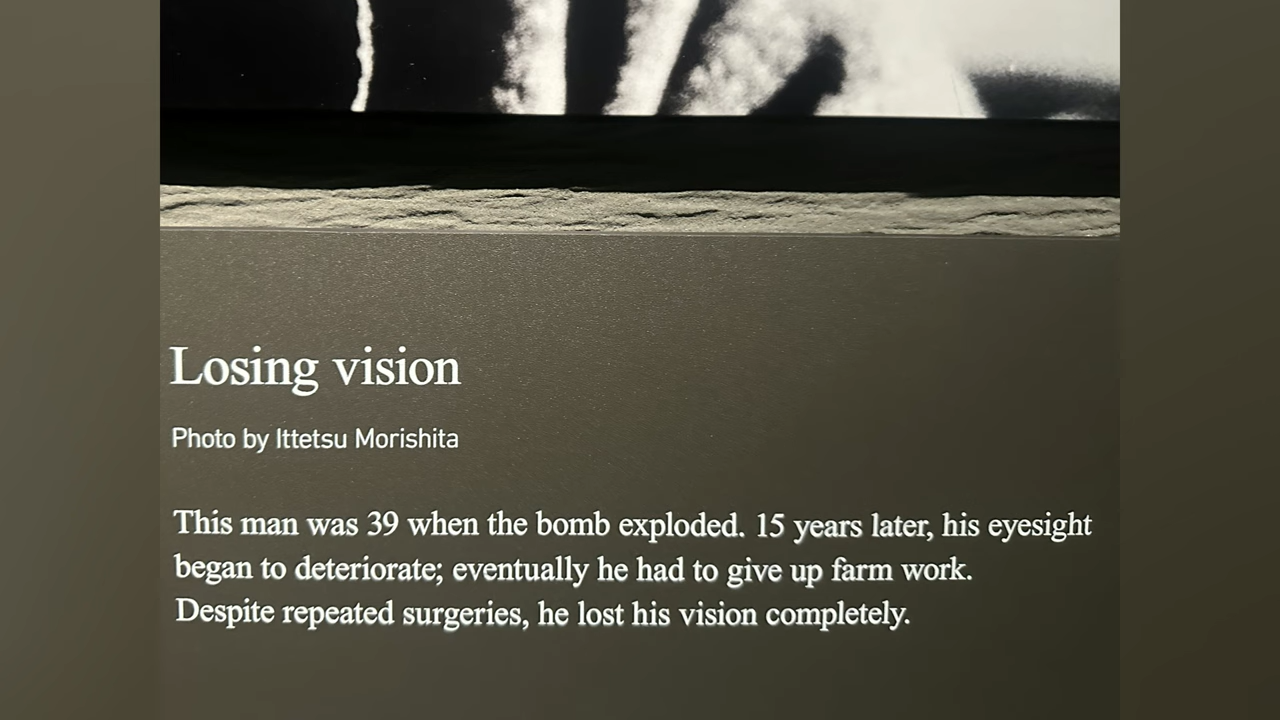 Losing vision
Photo by Ittetsu Morishita
This man was 39 when the bomb exploded. 15 years later, his eyesight
began to deteriorate; eventually he had to give up farm work.
Despite repeated surgeries, he lost his vision completely.